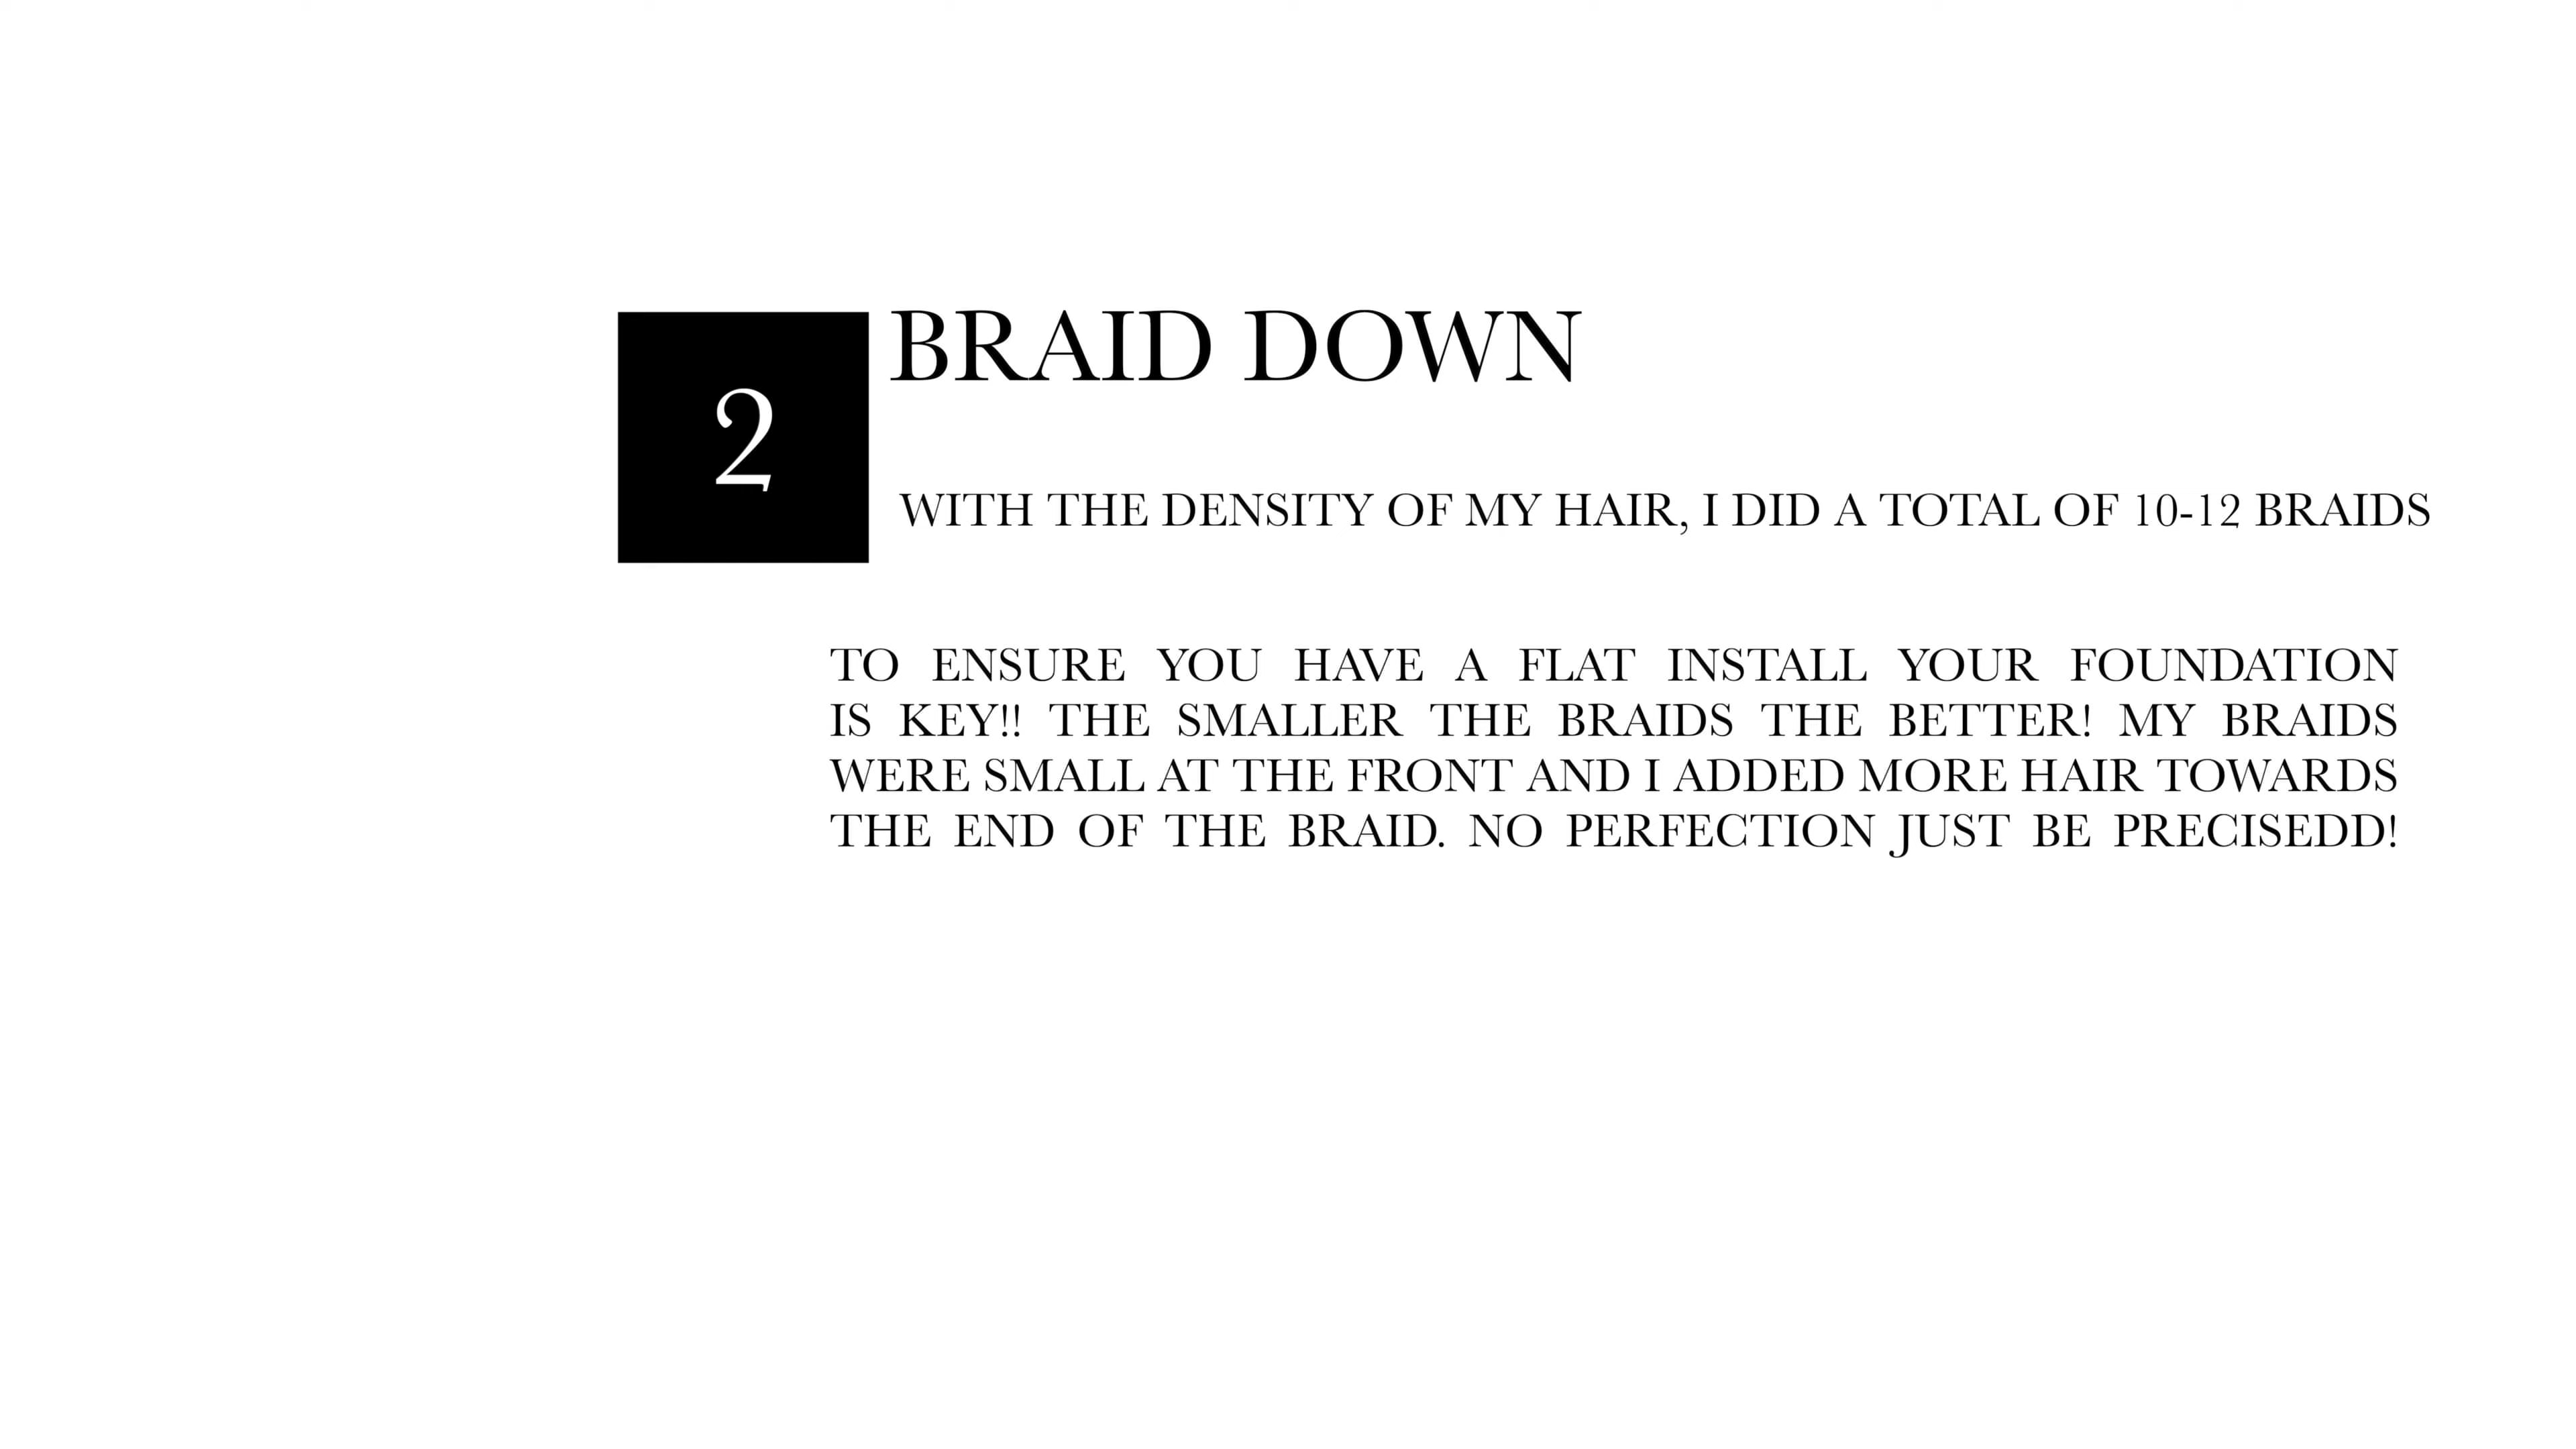 2
BRAID DOWN
WITH THE DENSITY OF MY HAIR, I DID A TOTAL OF 10-12 BRAIDS
TO ENSURE YOU HAVE A FLAT INSTALL YOUR FOUNDATION
IS KEY!! THE SMALLER THE BRAIDS THE BETTER! MY BRAIDS
WERE SMALL AT THE FRONT AND I ADDED MORE HAIR TOWARDS
THE END OF THE BRAID. NO PERFECTION JUST BE PRECISEDD!